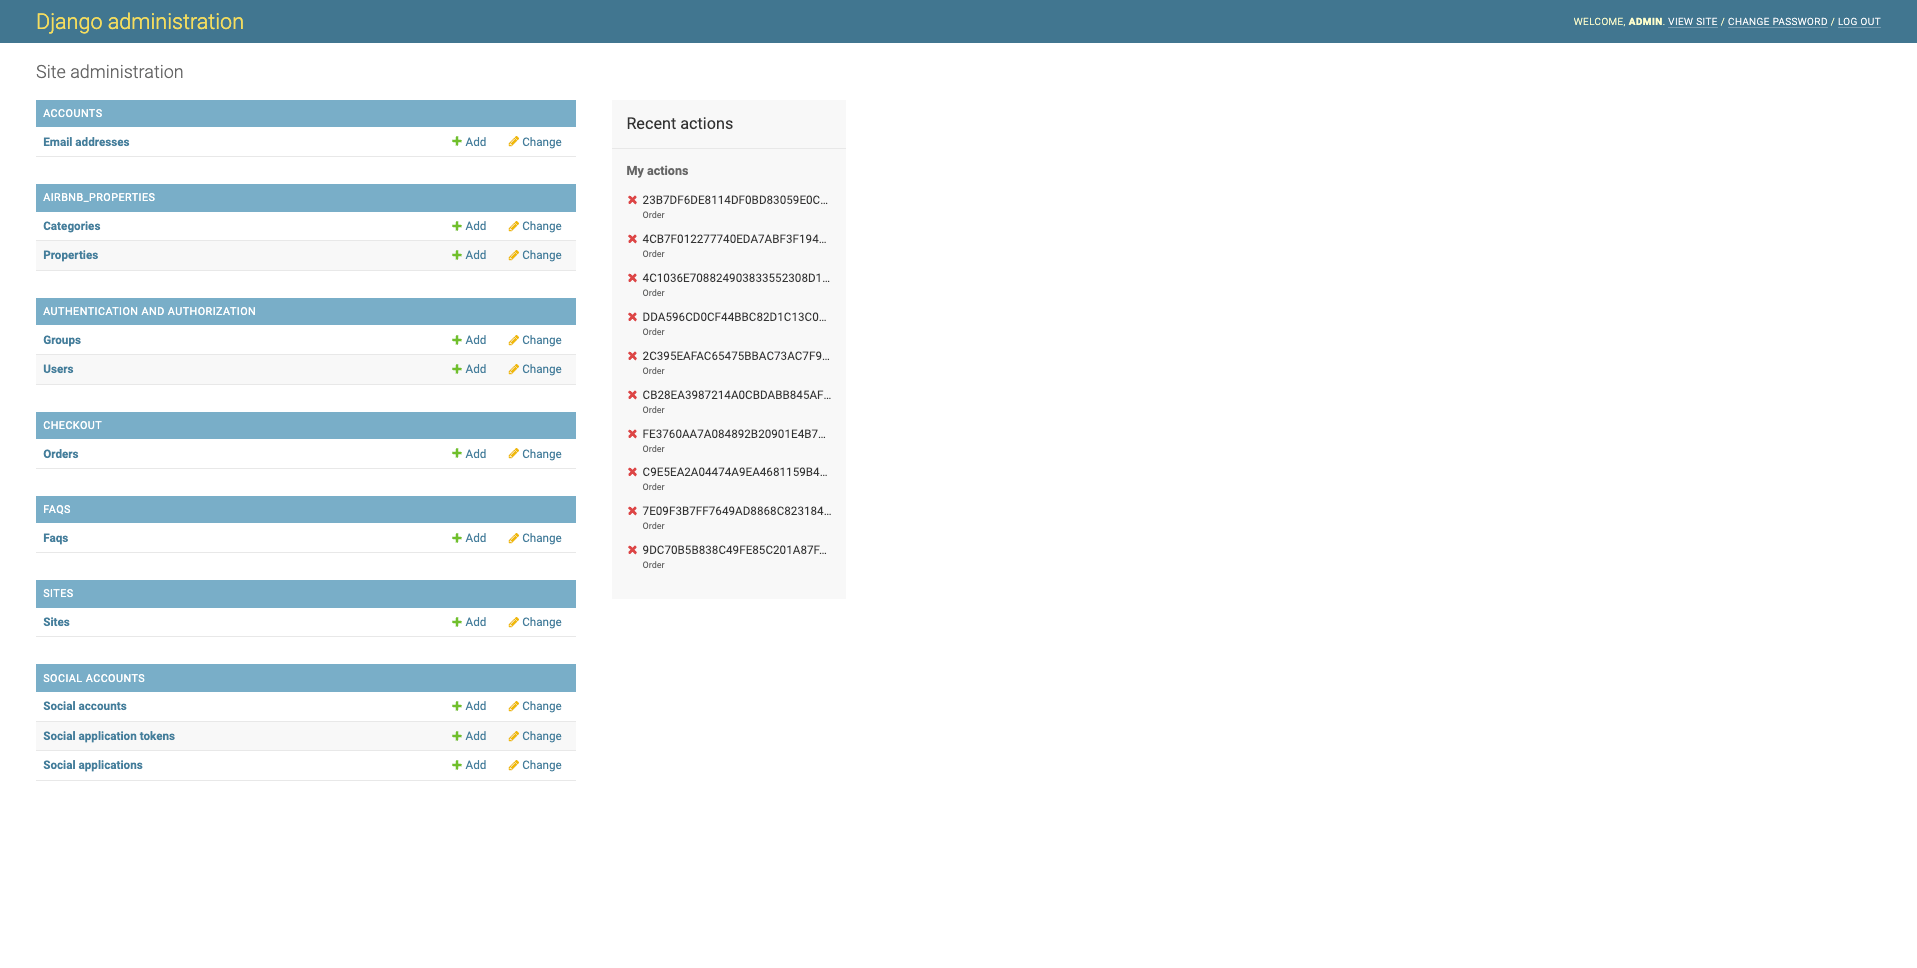 Django administration
WELCOME, ADMIN. VIEW SITE / CHANGE PASSWORD / LOG OUT
Site administration
ACCOUNTS
Email addresses Add Change
AIRBNB_PROPERTIES
Categories Add Change
Properties Add Change
AUTHENTICATION AND AUTHORIZATION
Groups Add Change
Users Add Change
CHECKOUT
Orders Add Change
FAQS
Faqs Add Change
SITES
Sites Add Change
SOCIAL ACCOUNTS
Social accounts Add Change
Social application tokens Add Change
Social applications Add Change
Recent actions
My actions
23B7DF6DE8114DF0BD83059E0C...
Order
4CB7F012277740EDA7ABF3F194...
Order
4C1036E708824903833552308D1...
Order
DDA596CD0CF44BBC82D1C13C0...
Order
2C395EAFAC65475BBAC73AC7F9...
Order
CB28EA3987214A0CBDABB845AF...
Order
FE3760AA7A084892B20901E4B7...
Order
C9E5EA2A04474A9EA4681159B4...
Order
7E09F3B7FF7649AD8868C823184...
Order
9DC70B5B838C49FE85C201A87F...
Order